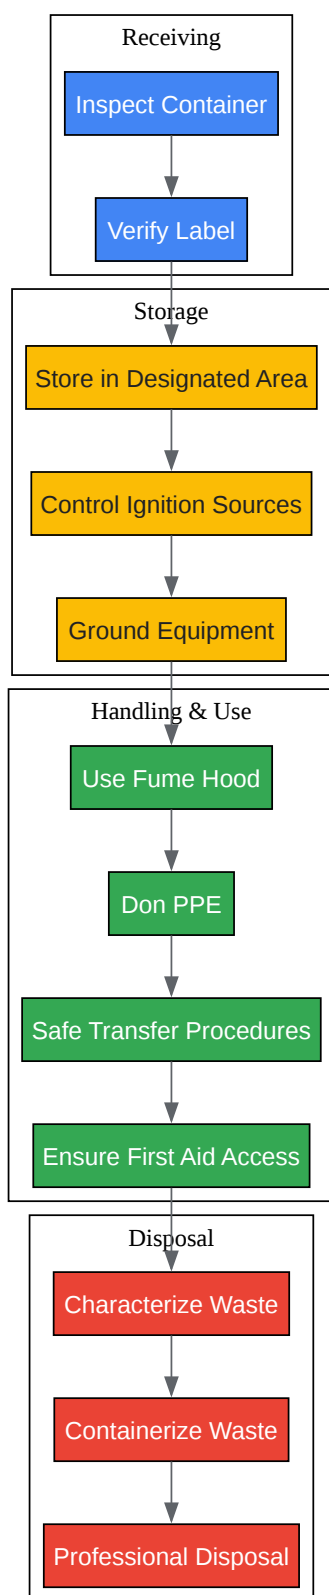 Receiving
Inspect Container
Verify Label
Storage
Store in Designated Area
Control Ignition Sources
Ground Equipment
Handling & Use
Use Fume Hood
Don PPE
Safe Transfer Procedures
Ensure First Aid Access
Disposal
Characterize Waste
Containerize Waste
Professional Disposal